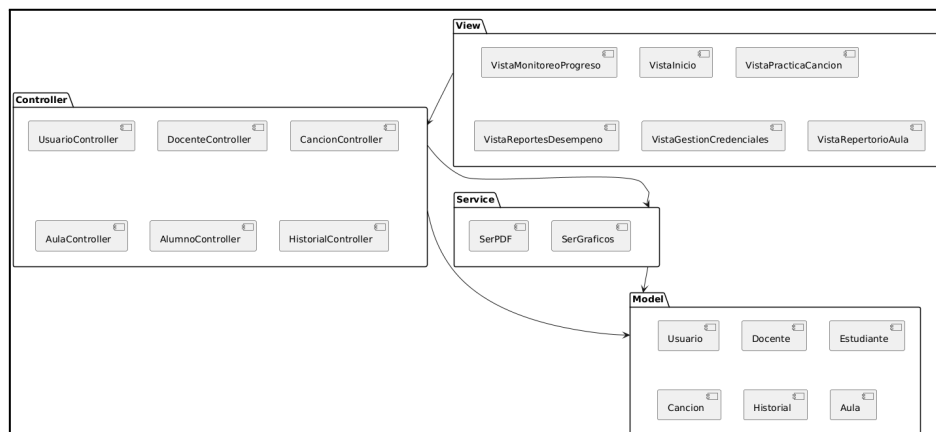 View
VistaMonitoreoProgreso
VistaInicio
VistaPracticaCancion
VistaReportesDesempeno
VistaGestionCredenciales
VistaRepertorioAula
Controller
UsuarioController
DocenteController
CancionController
AulaController
AlumnoController
HistorialController
Service
SerPDF
SerGraficos
Model
Usuario
Docente
Estudiante
Cancion
Historial
Aula